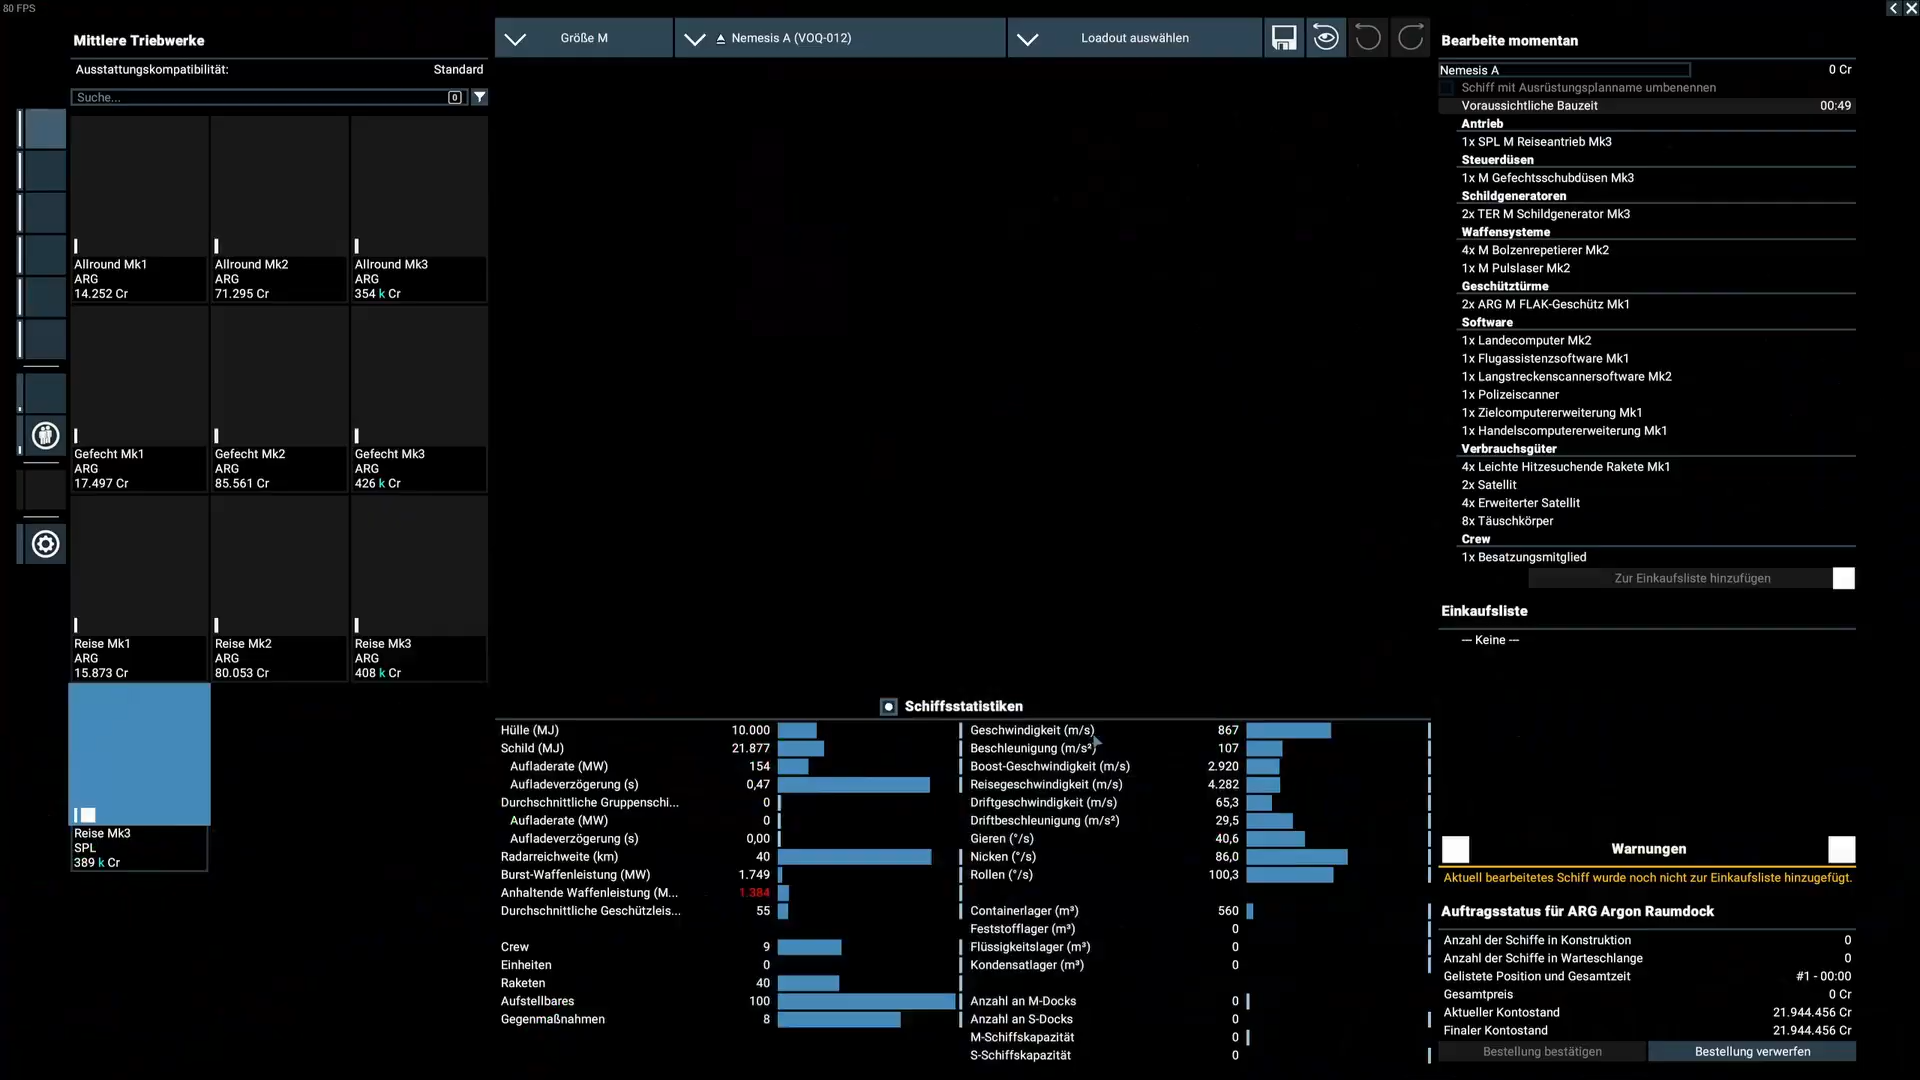 80 FPS
Mittlere Triebwerke
Ausstattungskompatibilität: Standard
Suche... 0
Allround Mk1
ARG
14.252 Cr
Allround Mk2
ARG
71.295 Cr
Allround Mk3
ARG
354 k Cr
Gefecht Mk1
ARG
17.497 Cr
Gefecht Mk2
ARG
85.561 Cr
Gefecht Mk3
ARG
426 k Cr
Reise Mk1
ARG
15.873 Cr
Reise Mk2
ARG
80.053 Cr
Reise Mk3
ARG
408 k Cr
Reise Mk3
SPL
389 k Cr
Größe M
Nemesis A (VOQ-012)
Loadout auswählen
Schiffsstatistiken
Hülle (MJ) 10.000
Schild (MJ) 21.877
Aufladerate (MW) 154
Aufladeverzögerung (s) 0,47
Durchschnittliche Gruppenschi... 0
Aufladerate (MW) 0
Aufladeverzögerung (s) 0,00
Radarreichweite (km) 40
Burst-Waffenleistung (MW) 1.749
Anhaltende Waffenleistung (M... 1.384
Durchschnittliche Geschützleis... 55
Crew 9
Einheiten 0
Raketen 40
Aufstellbares 100
Gegenmaßnahmen 8
Geschwindigkeit (m/s) 867
Beschleunigung (m/s²) 107
Boost-Geschwindigkeit (m/s) 2.920
Reisegeschwindigkeit (m/s) 4.282
Driftgeschwindigkeit (m/s) 65,3
Driftbeschleunigung (m/s²) 29,5
Gieren (°/s) 40,6
Nicken (°/s) 86,0
Rollen (°/s) 100,3
Containerlager (m³) 560
Feststofflager (m³) 0
Flüssigkeitslager (m³) 0
Kondensatlager (m³) 0
Anzahl an M-Docks 0
Anzahl an S-Docks 0
M-Schiffskapazität 0
S-Schiffskapazität 0
Bearbeite momentan
Nemesis A 0 Cr
Schiff mit Ausrüstungsplanname umbenennen
Voraussichtliche Bauzeit 00:49
Antrieb
1x SPL M Reiseantrieb Mk3
Steuerdüsen
1x M Gefechtsschubdüsen Mk3
Schildgeneratoren
2x TER M Schildgenerator Mk3
Waffensysteme
4x M Bolzenrepetierer Mk2
1x M Pulslaser Mk2
Geschütztürme
2x ARG M FLAK-Geschütz Mk1
Software
1x Landecomputer Mk2
1x Flugassistenzsoftware Mk1
1x Langstreckenscannersoftware Mk2
1x Polizeiscanner
1x Zielcomputererweiterung Mk1
1x Handelscomputererweiterung Mk1
Verbrauchsgüter
4x Leichte Hitzesuchende Rakete Mk1
2x Satellit
4x Erweiterter Satellit
8x Täuschkörper
Crew
1x Besatzungsmitglied
Zur Einkaufsliste hinzufügen
Einkaufsliste
--- Keine ---
Warnungen
Aktuell bearbeitetes Schiff wurde noch nicht zur Einkaufsliste hinzugefügt.
Auftragsstatus für ARG Argon Raumdock
Anzahl der Schiffe in Konstruktion 0
Anzahl der Schiffe in Warteschlange 0
Gelistete Position und Gesamtzeit #1 - 00:00
Gesamtpreis 0 Cr
Aktueller Kontostand 21.944.456 Cr
Finaler Kontostand 21.944.456 Cr
Bestellung bestätigen
Bestellung verwerfen